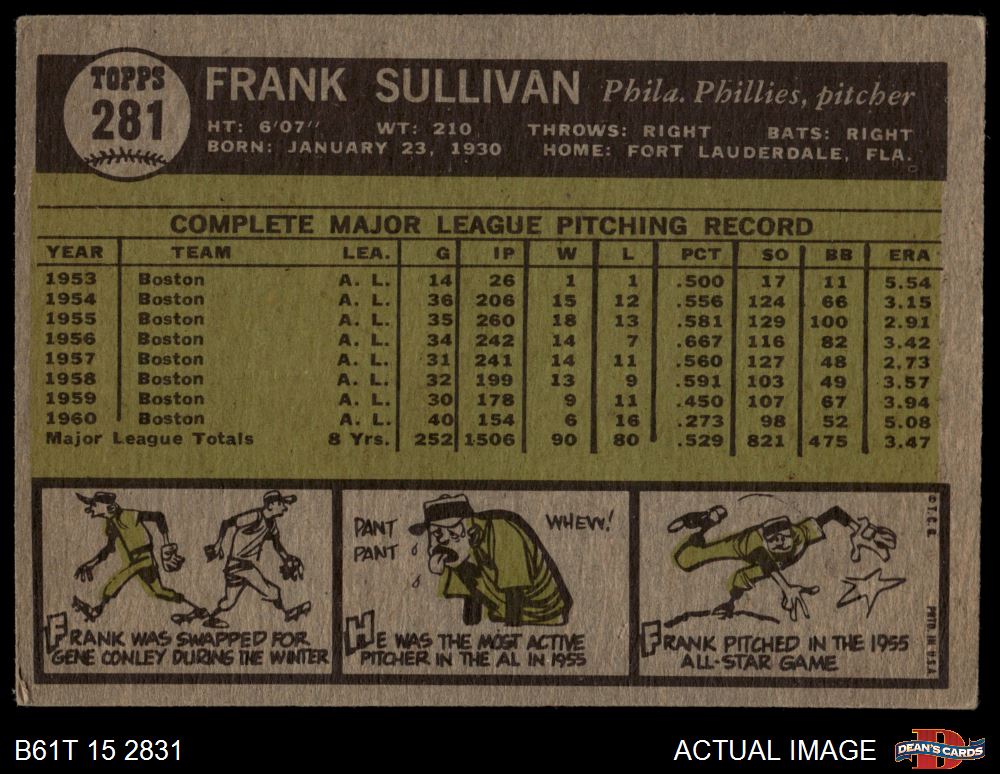 TOPPS
281
FRANK SULLIVAN Phila. Phillies, pitcher
HT: 6'07" WT: 210 THROWS: RIGHT BATS: RIGHT
BORN: JANUARY 23, 1930 HOME: FORT LAUDERDALE, FLA.
COMPLETE MAJOR LEAGUE PITCHING RECORD
YEAR TEAM LEA. G IP W L PCT SO BB ERA
1953 Boston A. L. 14 26 1 1 .500 17 11 5.54
1954 Boston A. L. 36 206 15 12 .556 124 66 3.15
1955 Boston A. L. 35 260 18 13 .581 129 100 2.91
1956 Boston A. L. 34 242 14 7 .667 116 82 3.42
1957 Boston A. L. 31 241 14 11 .560 127 48 2.73
1958 Boston A. L. 32 199 13 9 .591 103 49 3.57
1959 Boston A. L. 30 178 9 11 .450 107 67 3.94
1960 Boston A. L. 40 154 6 16 .273 98 52 5.08
Major League Totals 8 Yrs. 252 1506 90 80 .529 821 475 3.47
FRANK WAS SWAPPED FOR
GENE CONLEY DURING THE WINTER
PANT
PANT
WHEW!
HE WAS THE MOST ACTIVE
PITCHER IN THE AL IN 1955
FRANK PITCHED IN THE 1955
ALL-STAR GAME
© T.C.G. PRTD. IN U.S.A.
B61T 15 2831
ACTUAL IMAGE
D
DEAN'S CARDS